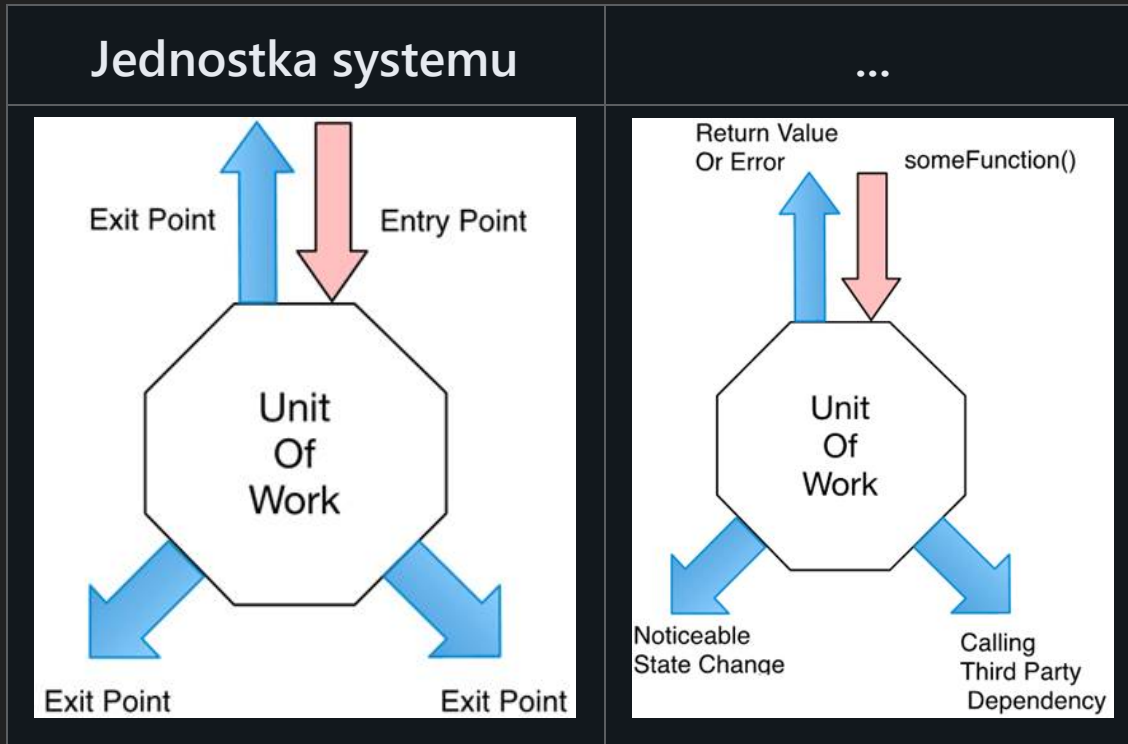 Jednostka systemu
...
Exit Point
Entry Point
Unit
Of
Work
Exit Point
Exit Point
Return Value
Or Error
someFunction()
Unit
Of
Work
Noticeable
State Change
Calling
Third Party
Dependency